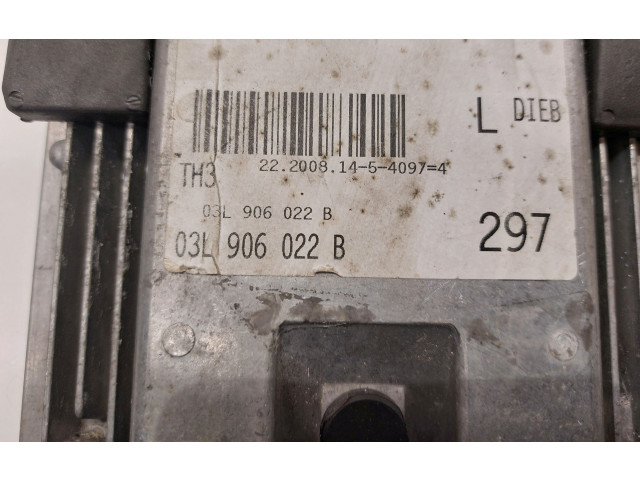 L DIEB
22.2008.14-5-4097=4
TH3
03L 906 022 B
03L 906 022 B
297